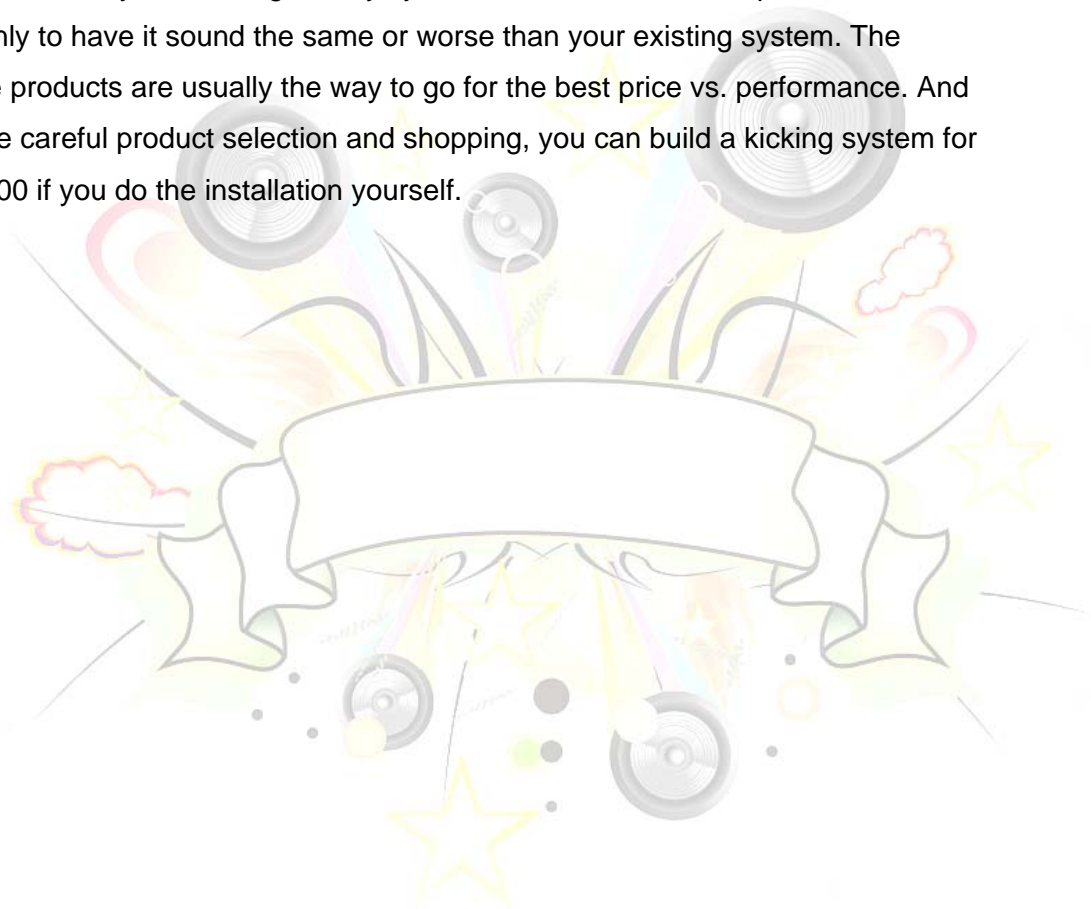 to have it sound the same or worse than your existing system. The
products are usually the way to go for the best price vs. performance. And
careful product selection and shopping, you can build a kicking system for
00 if you do the installation yourself.